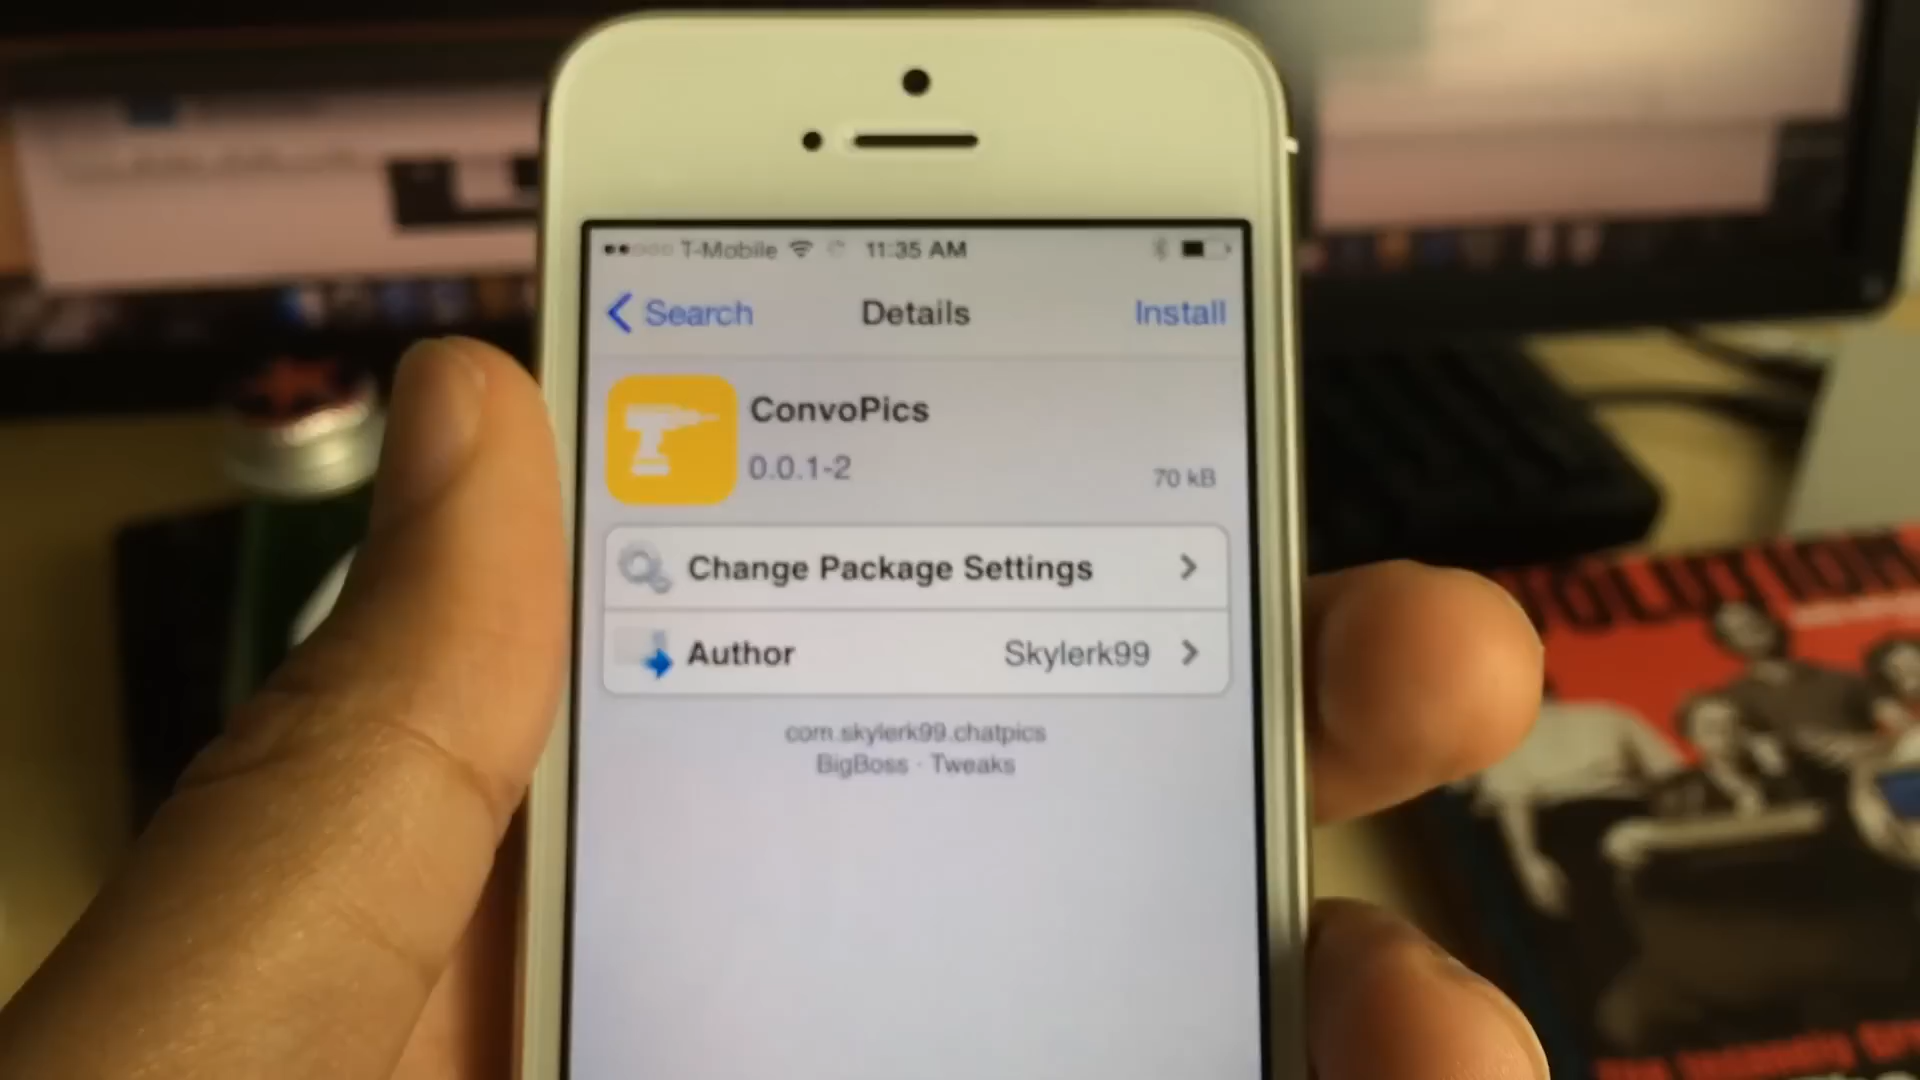 T-Mobile 11:35 AM
Search Details Install
ConvoPics
0.0.1-2
70 kB
Change Package Settings
Author Skylerk99
com.skylerk99.chatpics
BigBoss · Tweaks